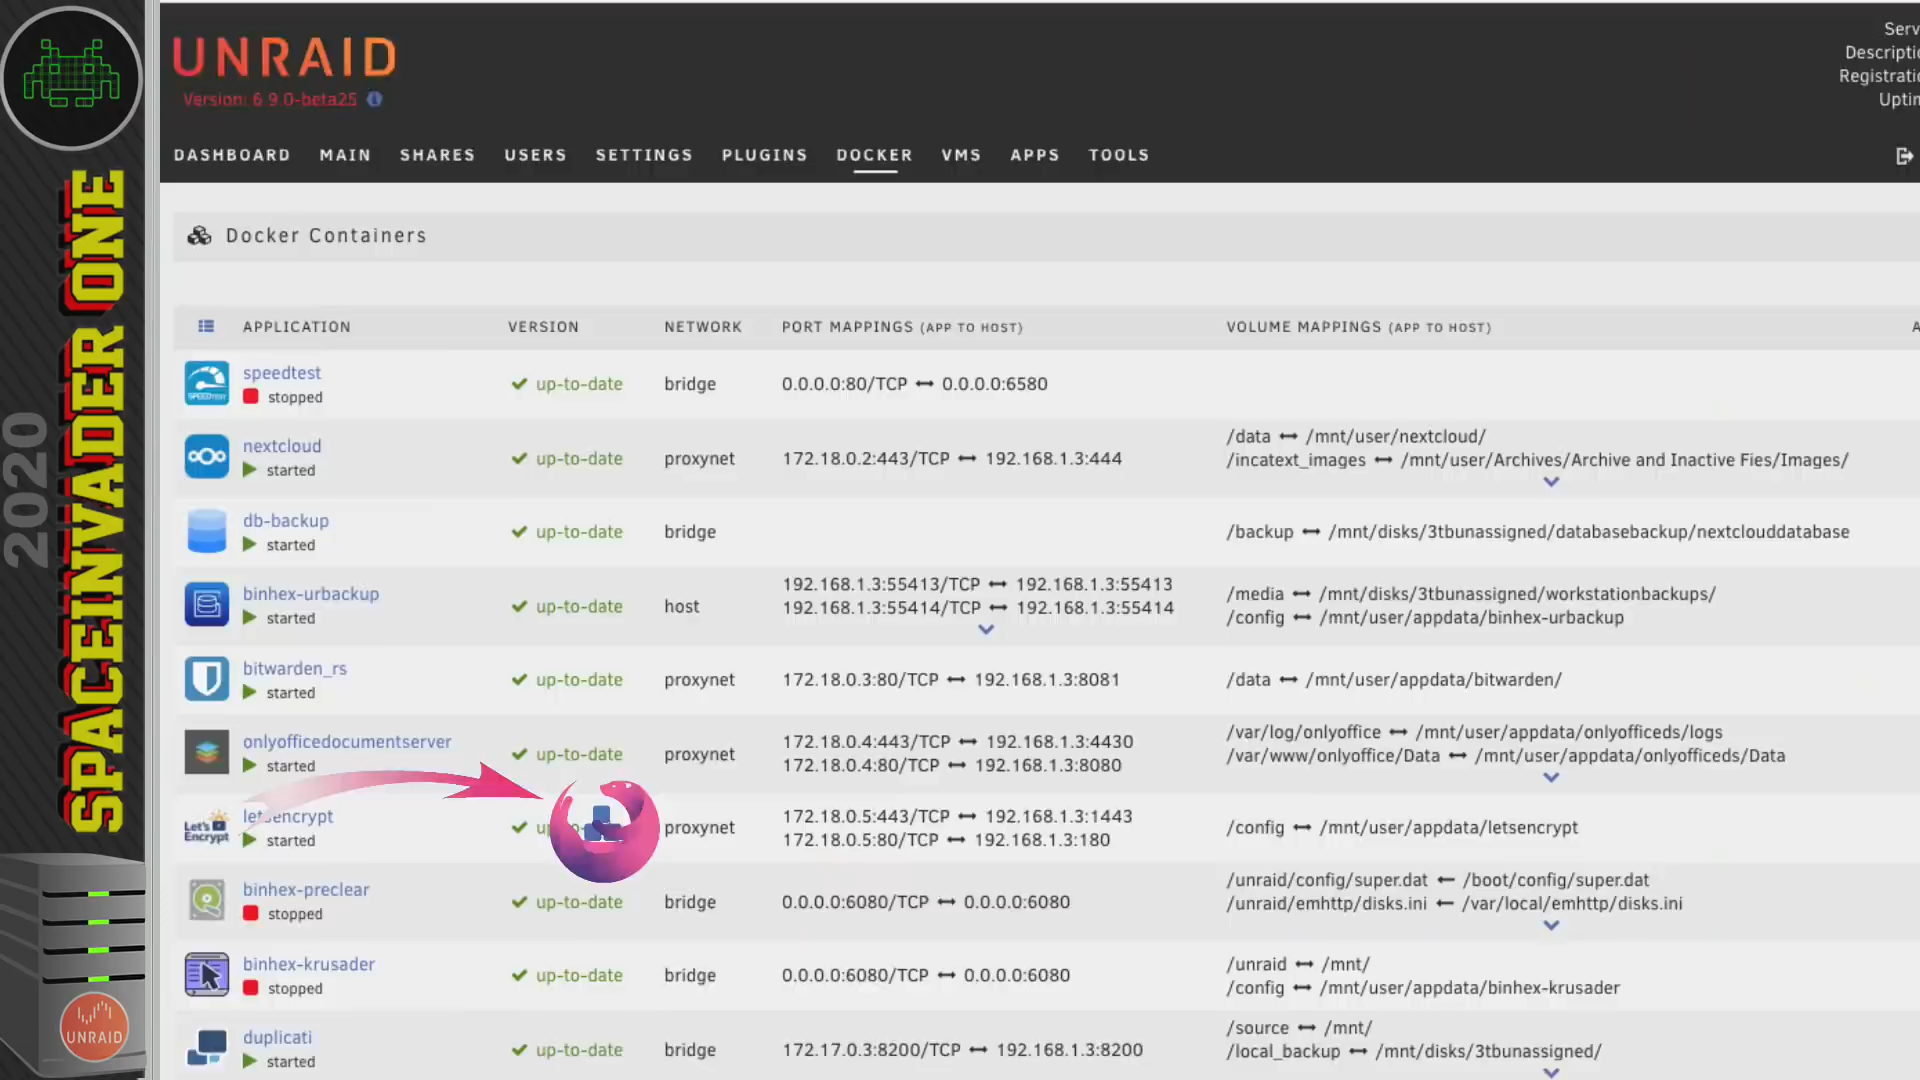 2020
SPACEINVADER ONE
UNRAID
UNRAID
Version: 6.9.0-beta25
Serv
Descriptio
Registratio
Uptim
DASHBOARD MAIN SHARES USERS SETTINGS PLUGINS DOCKER VMS APPS TOOLS
Docker Containers
APPLICATION VERSION NETWORK PORT MAPPINGS (APP TO HOST) VOLUME MAPPINGS (APP TO HOST) A
SPEEDTEST
speedtest
stopped
up-to-date bridge 0.0.0.0:80/TCP ↔ 0.0.0.0:6580
nextcloud
started
up-to-date proxynet 172.18.0.2:443/TCP ↔ 192.168.1.3:444
/data ↔ /mnt/user/nextcloud/
/incatext_images ↔ /mnt/user/Archives/Archive and Inactive Fies/Images/
db-backup
started
up-to-date bridge /backup ↔ /mnt/disks/3tbunassigned/databasebackup/nextclouddatabase
binhex-urbackup
started
up-to-date host
192.168.1.3:55413/TCP ↔ 192.168.1.3:55413
192.168.1.3:55414/TCP ↔ 192.168.1.3:55414
/media ↔ /mnt/disks/3tbunassigned/workstationbackups/
/config ↔ /mnt/user/appdata/binhex-urbackup
bitwarden_rs
started
up-to-date proxynet 172.18.0.3:80/TCP ↔ 192.168.1.3:8081 /data ↔ /mnt/user/appdata/bitwarden/
onlyofficedocumentserver
started
up-to-date proxynet
172.18.0.4:443/TCP ↔ 192.168.1.3:4430
172.18.0.4:80/TCP ↔ 192.168.1.3:8080
/var/log/onlyoffice ↔ /mnt/user/appdata/onlyofficeds/logs
/var/www/onlyoffice/Data ↔ /mnt/user/appdata/onlyofficeds/Data
Let's Encrypt
letsencrypt
started
proxynet
172.18.0.5:443/TCP ↔ 192.168.1.3:1443
172.18.0.5:80/TCP ↔ 192.168.1.3:180
/config ↔ /mnt/user/appdata/letsencrypt
binhex-preclear
stopped
up-to-date bridge 0.0.0.0:6080/TCP ↔ 0.0.0.0:6080
/unraid/config/super.dat ← /boot/config/super.dat
/unraid/emhttp/disks.ini ← /var/local/emhttp/disks.ini
binhex-krusader
stopped
up-to-date bridge 0.0.0.0:6080/TCP ↔ 0.0.0.0:6080
/unraid ↔ /mnt/
/config ↔ /mnt/user/appdata/binhex-krusader
duplicati
started
up-to-date bridge 172.17.0.3:8200/TCP ↔ 192.168.1.3:8200
/source ↔ /mnt/
/local_backup ↔ /mnt/disks/3tbunassigned/